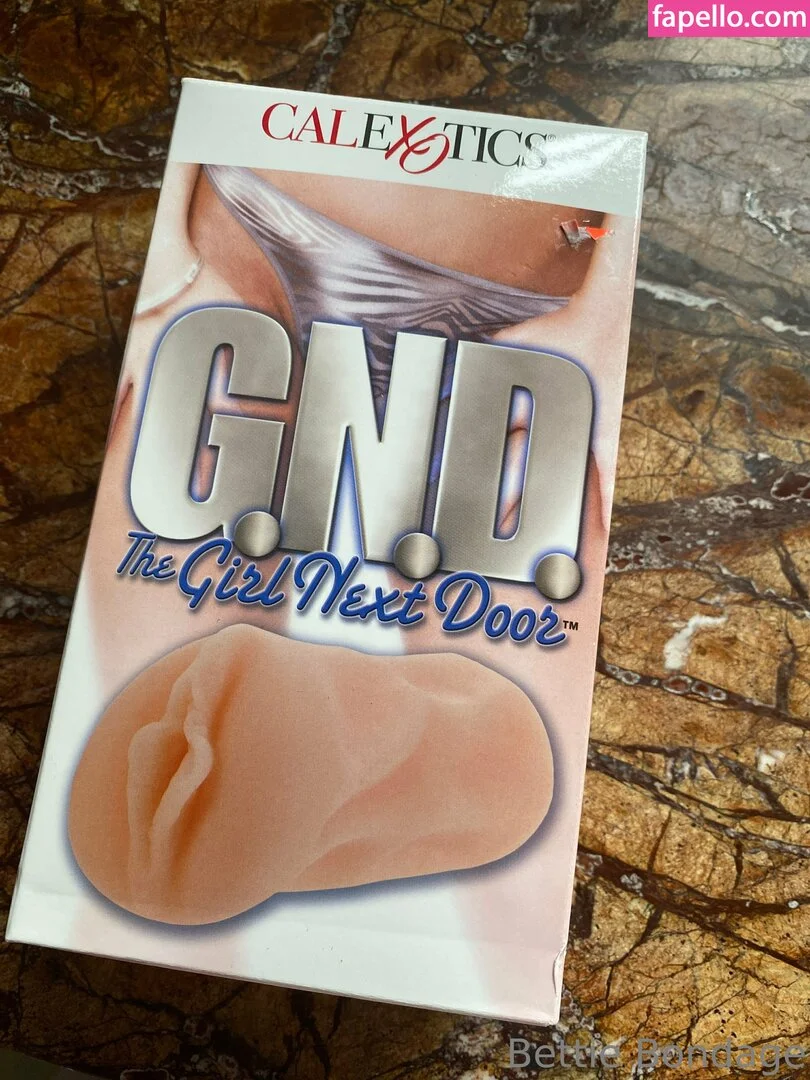 fapello.com
CALEXOTICS
G.N.D.
The Girl Next Door™
Bettie Bondage